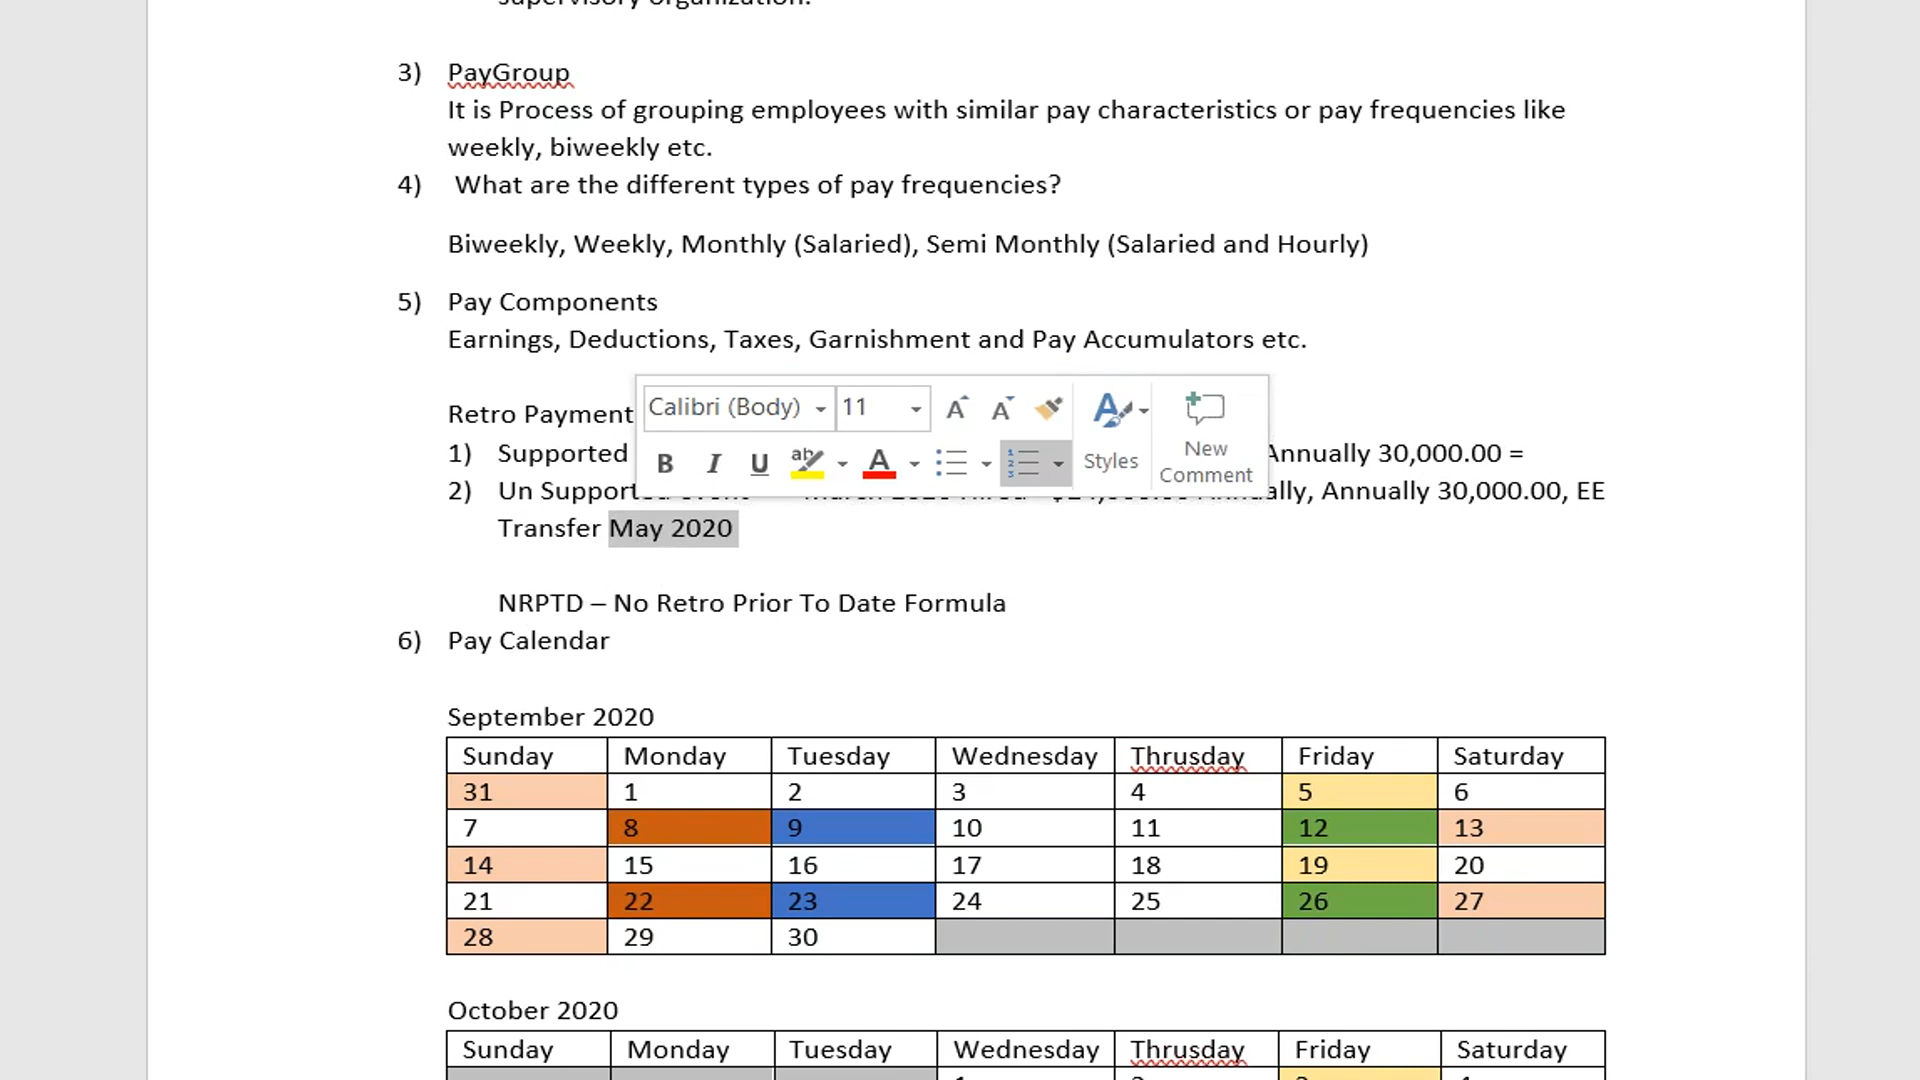 supervisory organization.
3) PayGroup
It is Process of grouping employees with similar pay characteristics or pay frequencies like
weekly, biweekly etc.
4) What are the different types of pay frequencies?
Biweekly, Weekly, Monthly (Salaried), Semi Monthly (Salaried and Hourly)
5) Pay Components
Earnings, Deductions, Taxes, Garnishment and Pay Accumulators etc.
Calibri (Body) 11
Retro Payment
B I U ab A Styles New Comment
1) Supported Annually 30,000.00 =
2) Un Supported Annually, Annually 30,000.00, EE
Transfer May 2020
NRPTD – No Retro Prior To Date Formula
6) Pay Calendar
September 2020
Sunday Monday Tuesday Wednesday Thrusday Friday Saturday
31 1 2 3 4 5 6
7 8 9 10 11 12 13
14 15 16 17 18 19 20
21 22 23 24 25 26 27
28 29 30
October 2020
Sunday Monday Tuesday Wednesday Thrusday Friday Saturday